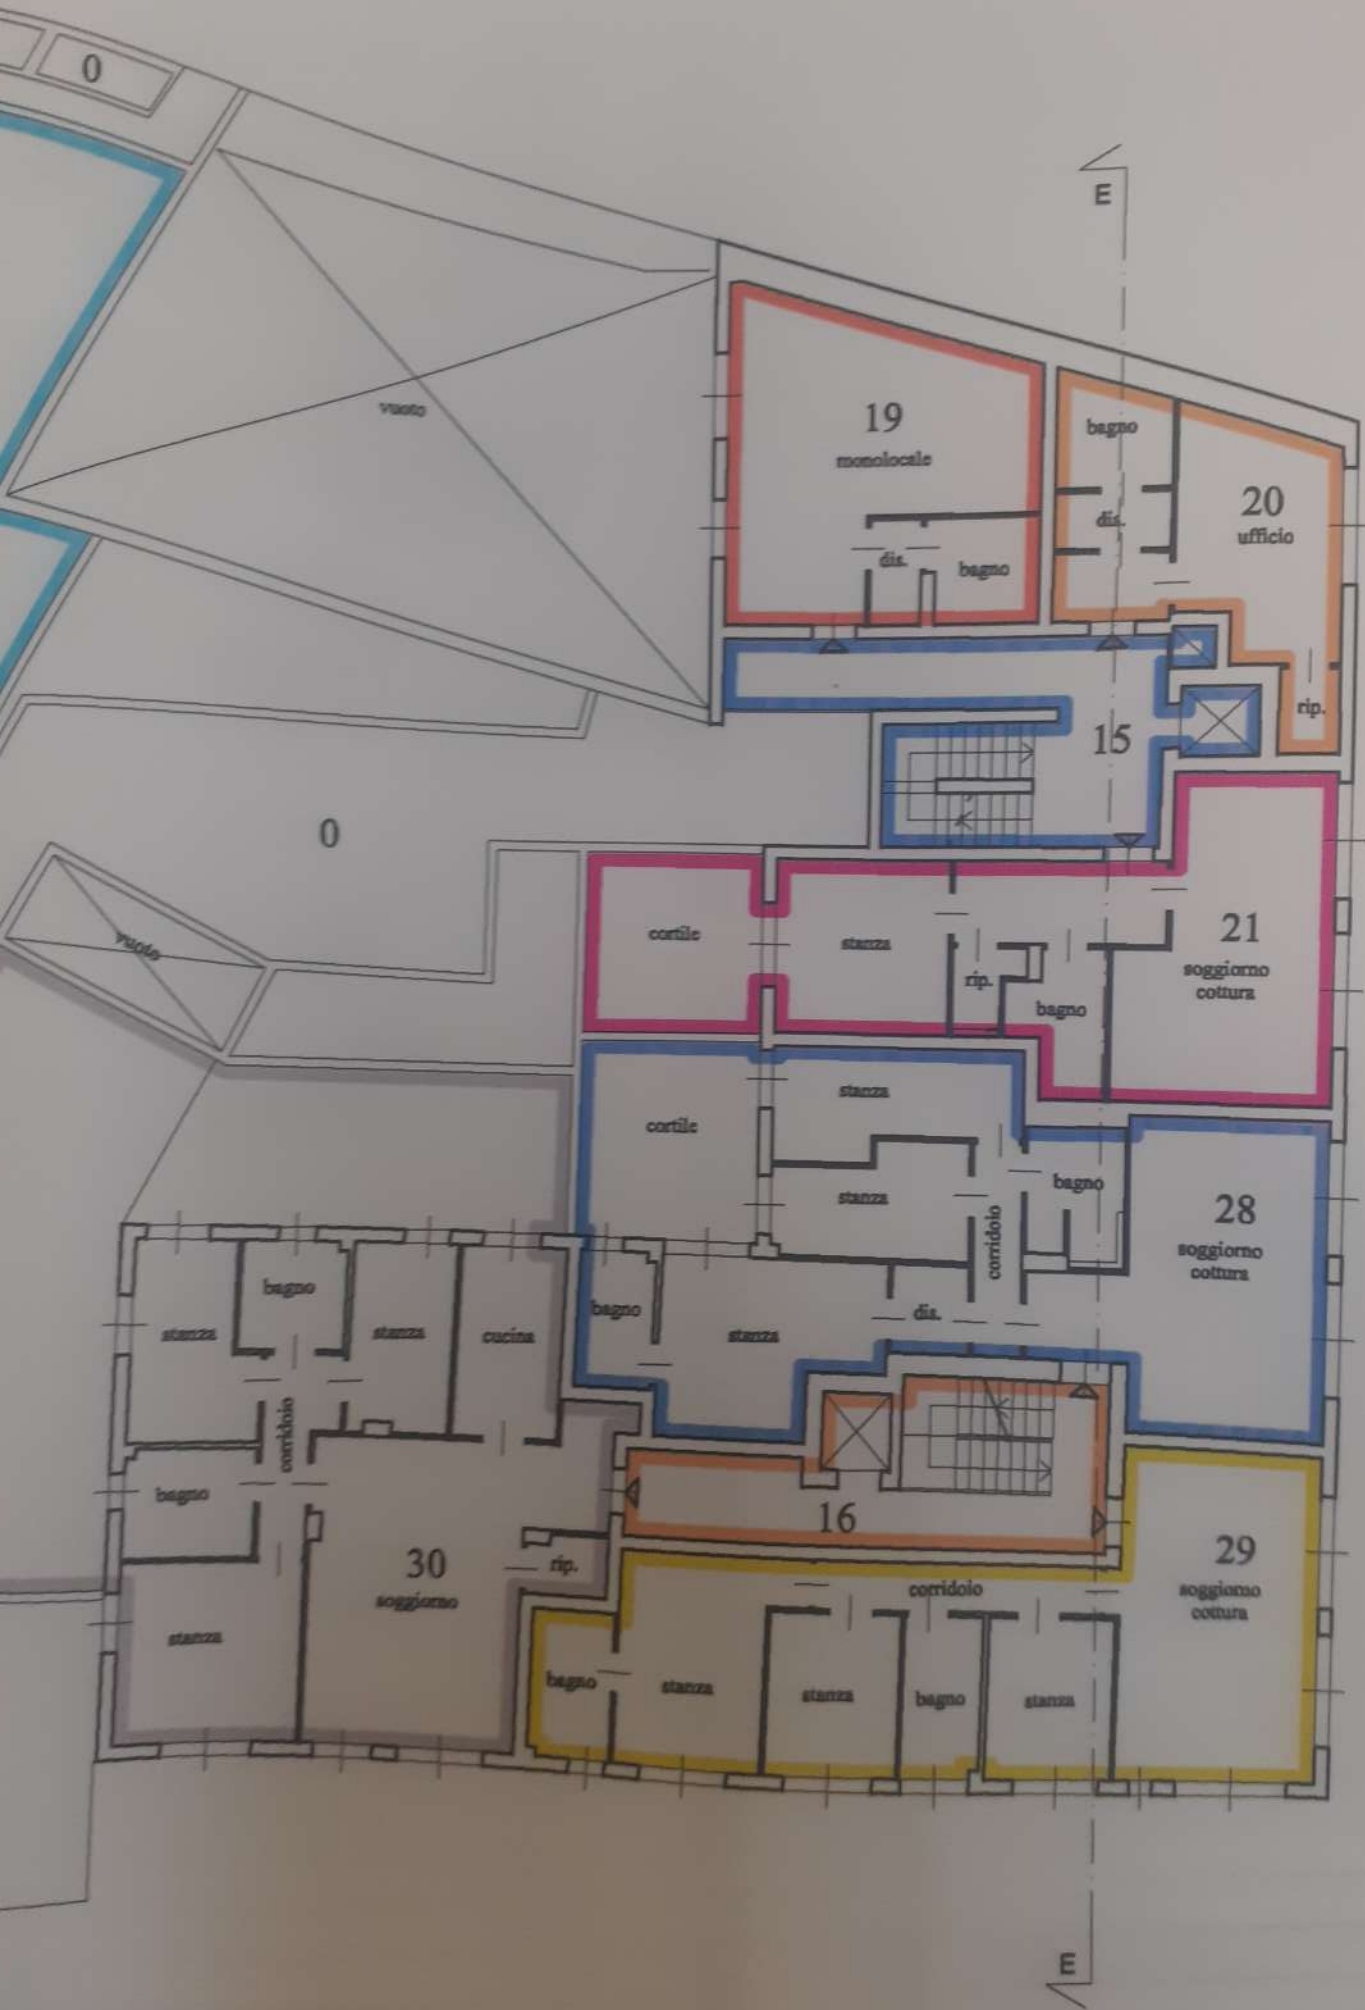 0
E
vuoto
19
monolocale
bagno
dis.
20
ufficio
dis.
bagno
rip.
15
0
vuoto
cortile
stanza
rip.
bagno
21
soggiorno
cottura
cortile
stanza
stanza
corridoio
bagno
28
soggiorno
cottura
bagno
stanza
dis.
stanza
bagno
stanza
cucina
corridoio
bagno
30
soggiorno
rip.
stanza
16
corridoio
29
soggiorno
cottura
bagno
stanza
stanza
bagno
stanza
E